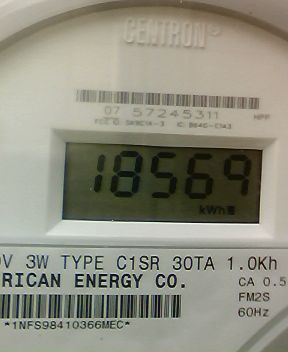 CENTRON®
07 57245311
HPP
18569
kWh
V 3W TYPE C1SR 30TA 1.0Kh
RICAN ENERGY CO.
CA 0.5
FM2S
60Hz
*1NFS98410366MEC*